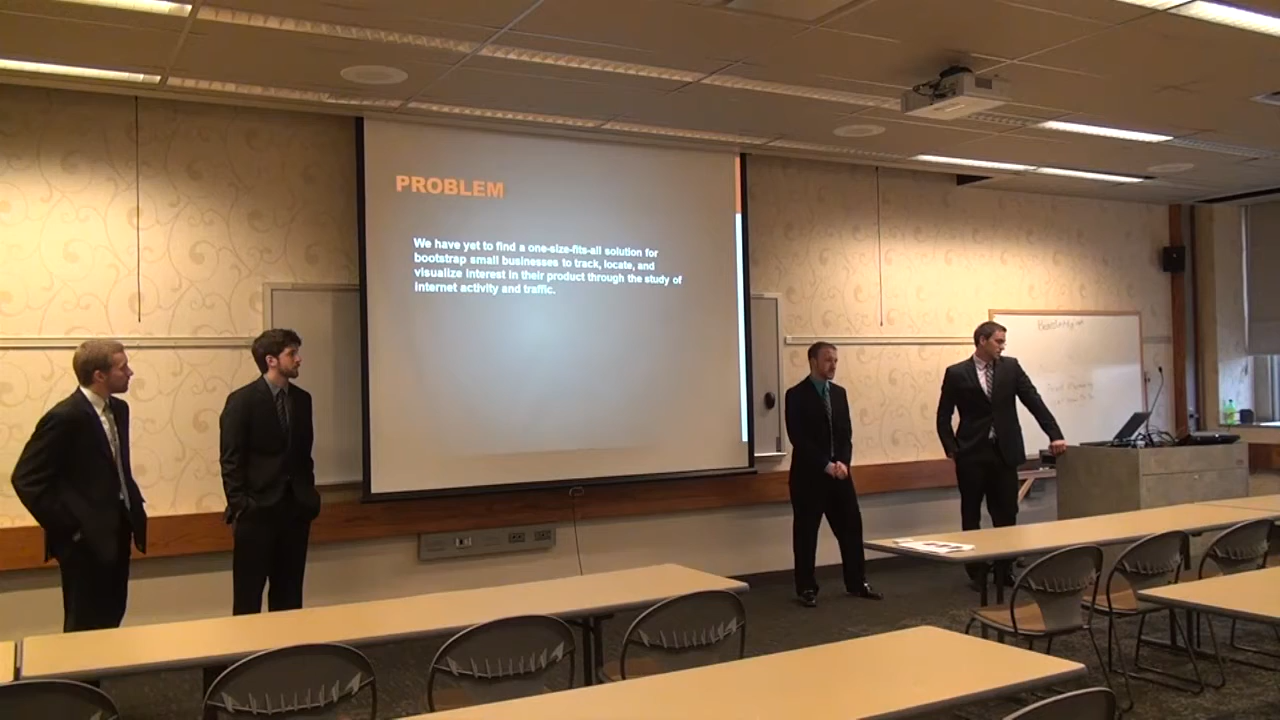 PROBLEM
We have yet to find a one-size-fits-all solution for
bootstrap small businesses to track, locate, and
visualize interest in their product through the study of
Internet activity and traffic.